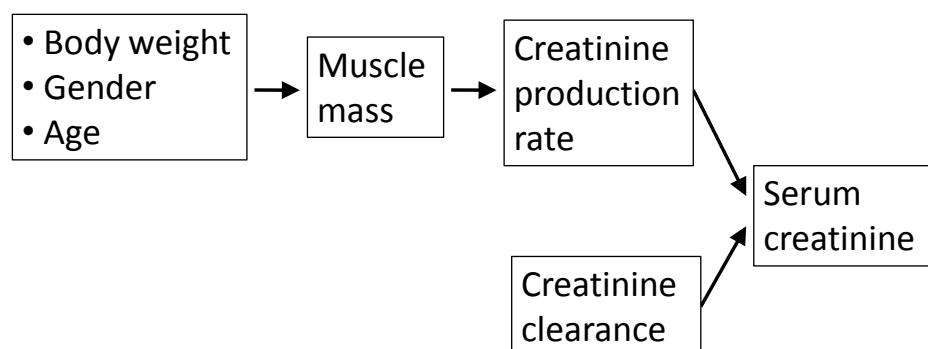 • Body weight
• Gender
• Age
Muscle
mass
Creatinine
production
rate
Serum
creatinine
Creatinine
clearance